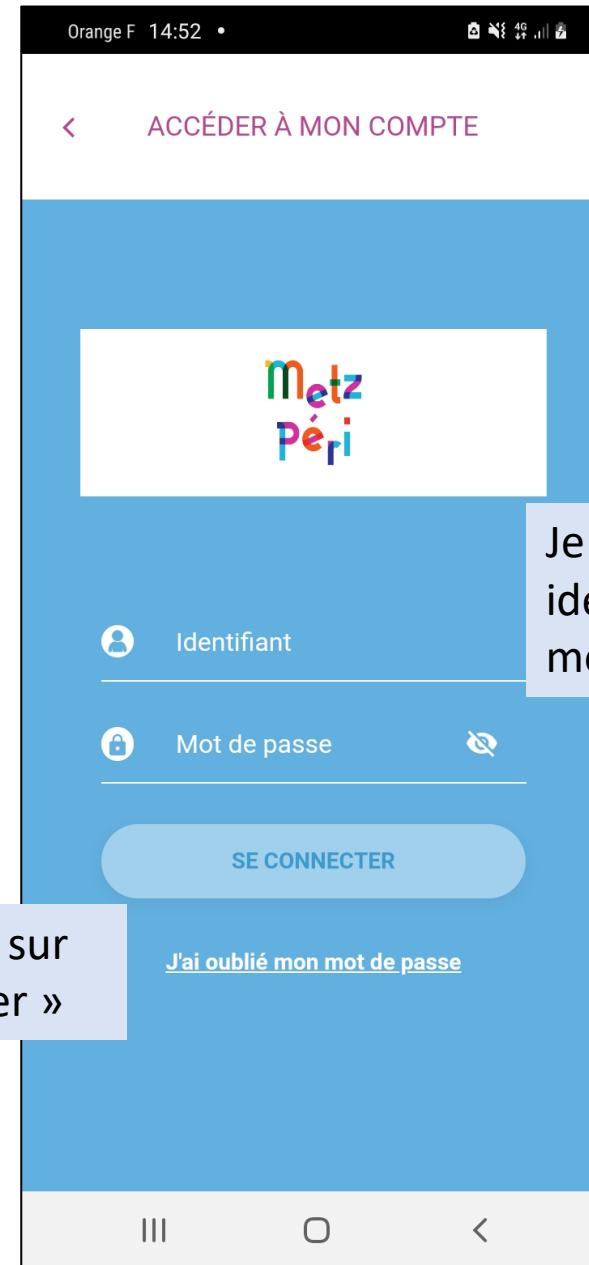 Orange F 14:52 •
4G
ACCÉDER À MON COMPTE
Metz
Péri
Je
Identifiant
Mot de passe
SE CONNECTER
sur
J'ai oublié mon mot de passe
»